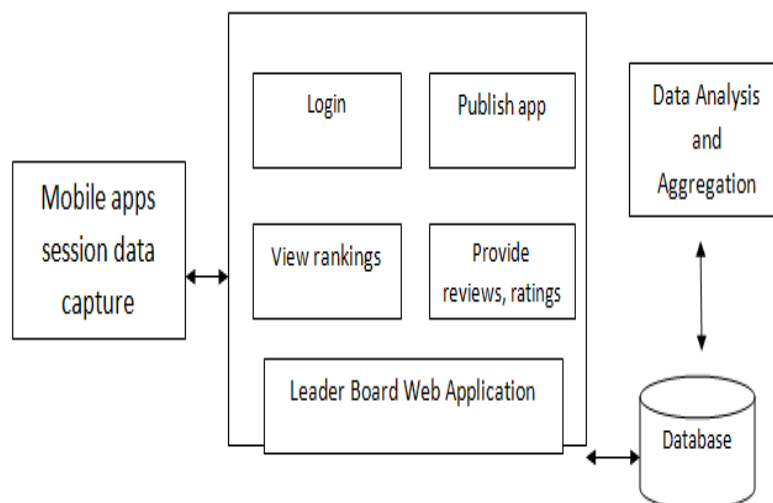 Login
Publish app
Data Analysis
and
Aggregation
Mobile apps
session data
capture
View rankings
Provide
reviews, ratings
Leader Board Web Application
Database